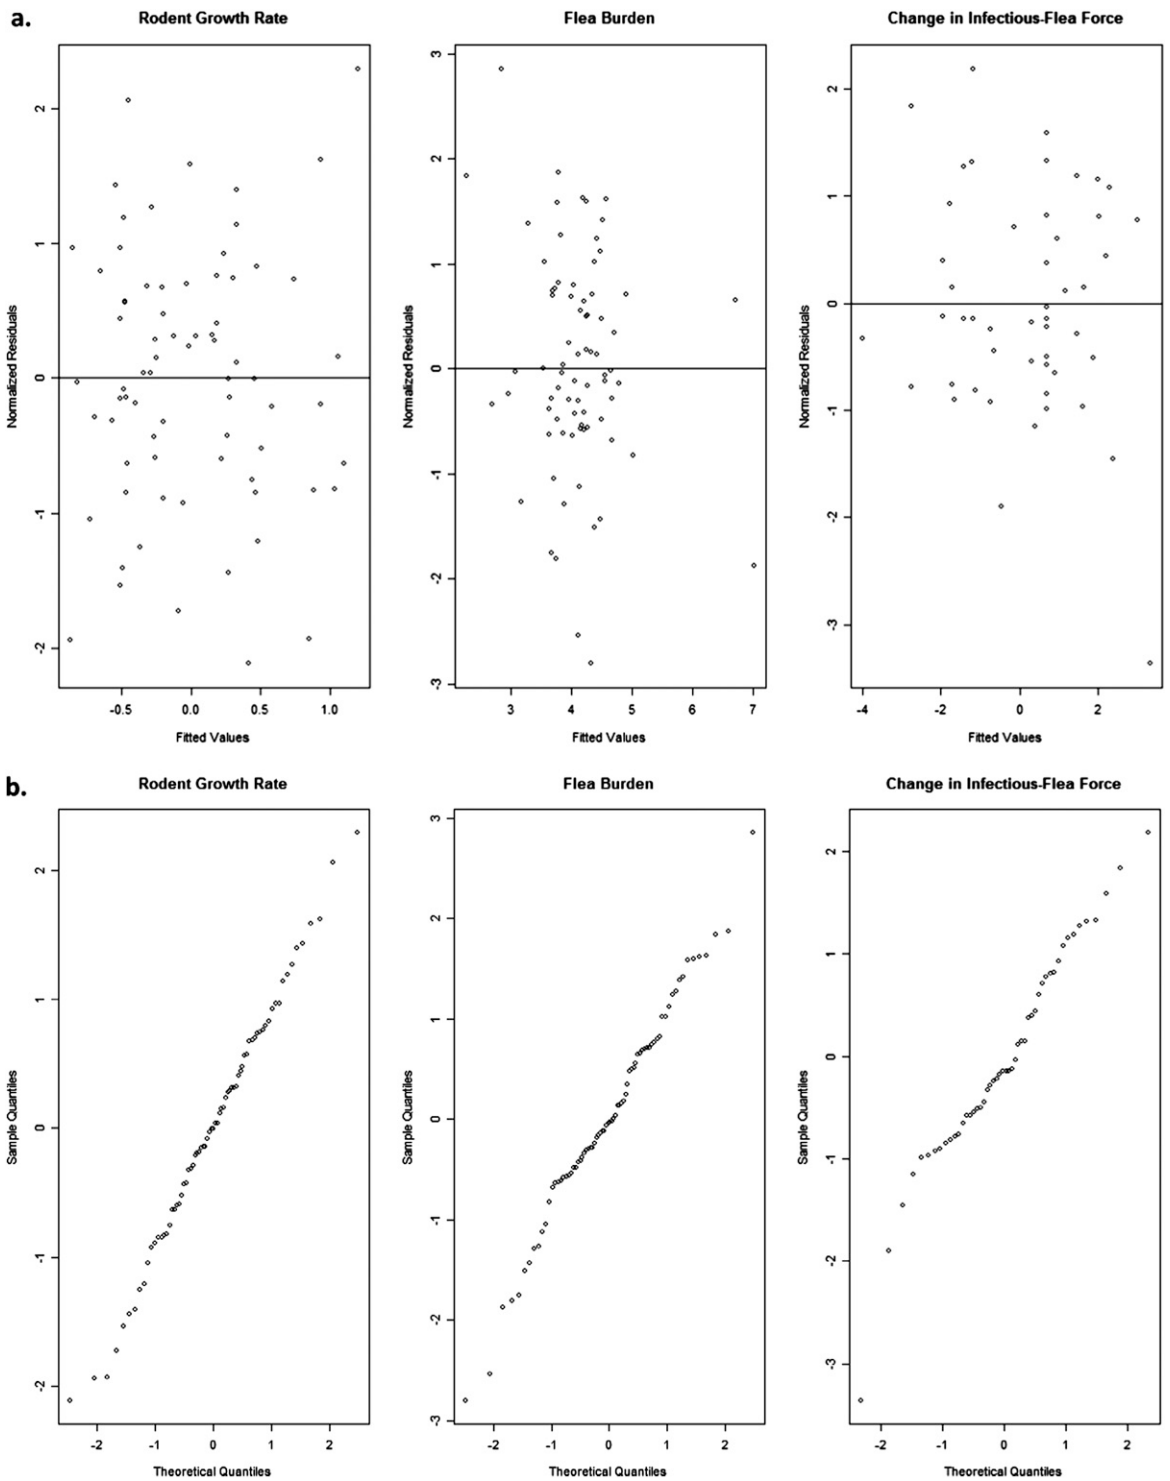 a.
Rodent Growth Rate
Flea Burden
Change in Infectious-Flea Force
Normalized Residuals
2
1
0
-1
-2
-0.5 0.0 0.5 1.0
Fitted Values
Normalized Residuals
3
2
1
0
-1
-2
-3
3 4 5 6 7
Fitted Values
Normalized Residuals
2
1
0
-1
-2
-3
-4 -2 0 2
Fitted Values
b.
Rodent Growth Rate
Flea Burden
Change in Infectious-Flea Force
Sample Quantiles
2
1
0
-1
-2
-2 -1 0 1 2
Theoretical Quantiles
Sample Quantiles
3
2
1
0
-1
-2
-3
-2 -1 0 1 2
Theoretical Quantiles
Sample Quantiles
2
1
0
-1
-2
-3
-2 -1 0 1 2
Theoretical Quantiles